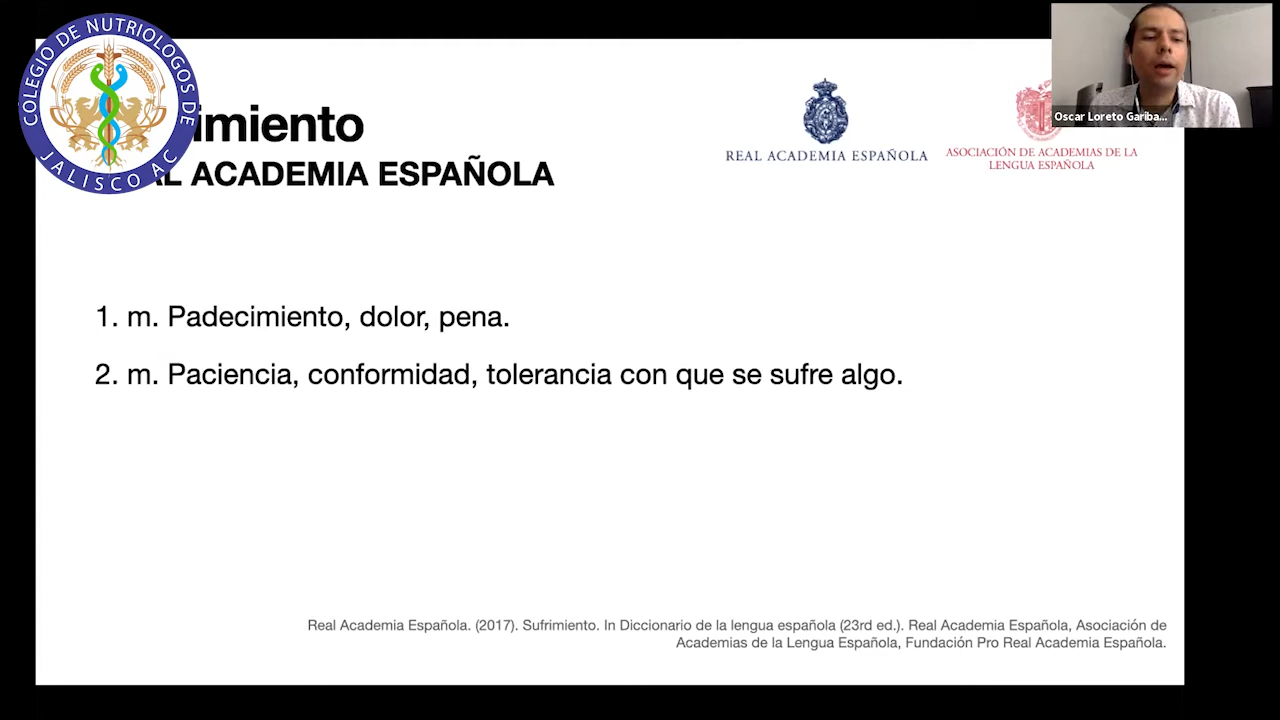 COLEGIO DE NUTRIOLOGOS DE
JALISCO AC
imiento
AL ACADEMIA ESPAÑOLA
REAL ACADEMIA ESPAÑOLA
ASOCIACIÓN DE ACADEMIAS DE LA
LENGUA ESPAÑOLA
Oscar Loreto Gariba...
1. m. Padecimiento, dolor, pena.
2. m. Paciencia, conformidad, tolerancia con que se sufre algo.
Real Academia Española. (2017). Sufrimiento. In Diccionario de la lengua española (23rd ed.). Real Academia Española, Asociación de
Academias de la Lengua Española, Fundación Pro Real Academia Española.